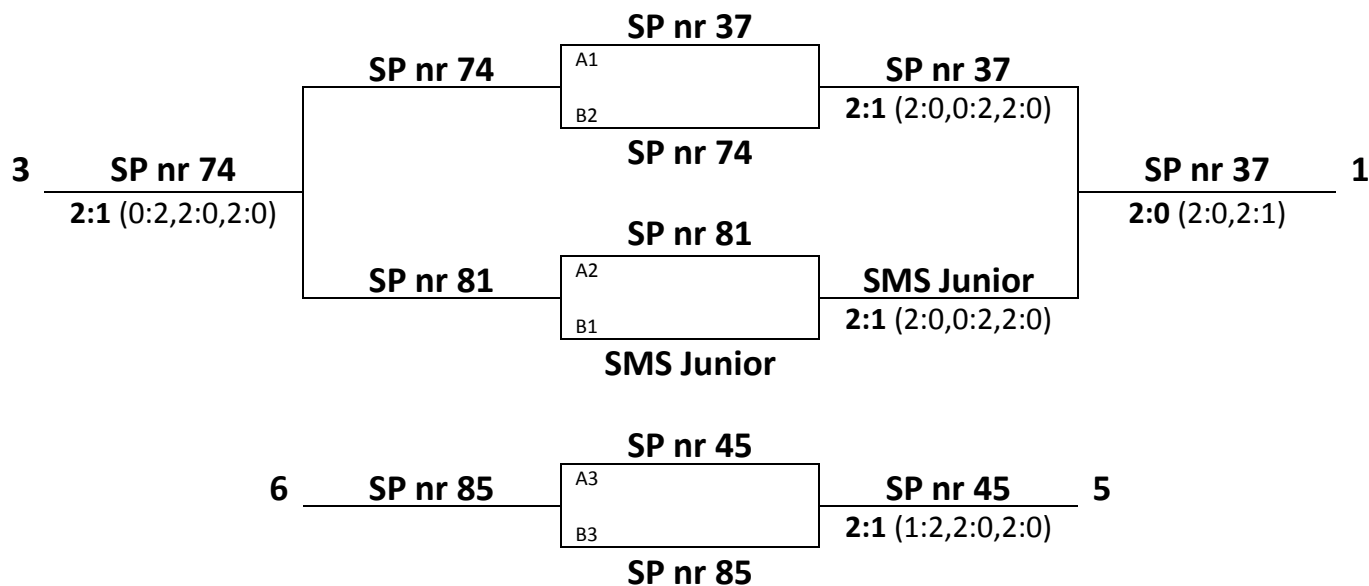 SP nr 37
SP nr 74 A1 SP nr 37
B2 2:1 (2:0,0:2,2:0)
SP nr 74
3 SP nr 74 SP nr 37 1
2:1 (0:2,2:0,2:0) 2:0 (2:0,2:1)
SP nr 81
SP nr 81 A2 SMS Junior
B1 2:1 (2:0,0:2,2:0)
SMS Junior
SP nr 45
6 SP nr 85 A3 SP nr 45 5
B3 2:1 (1:2,2:0,2:0)
SP nr 85